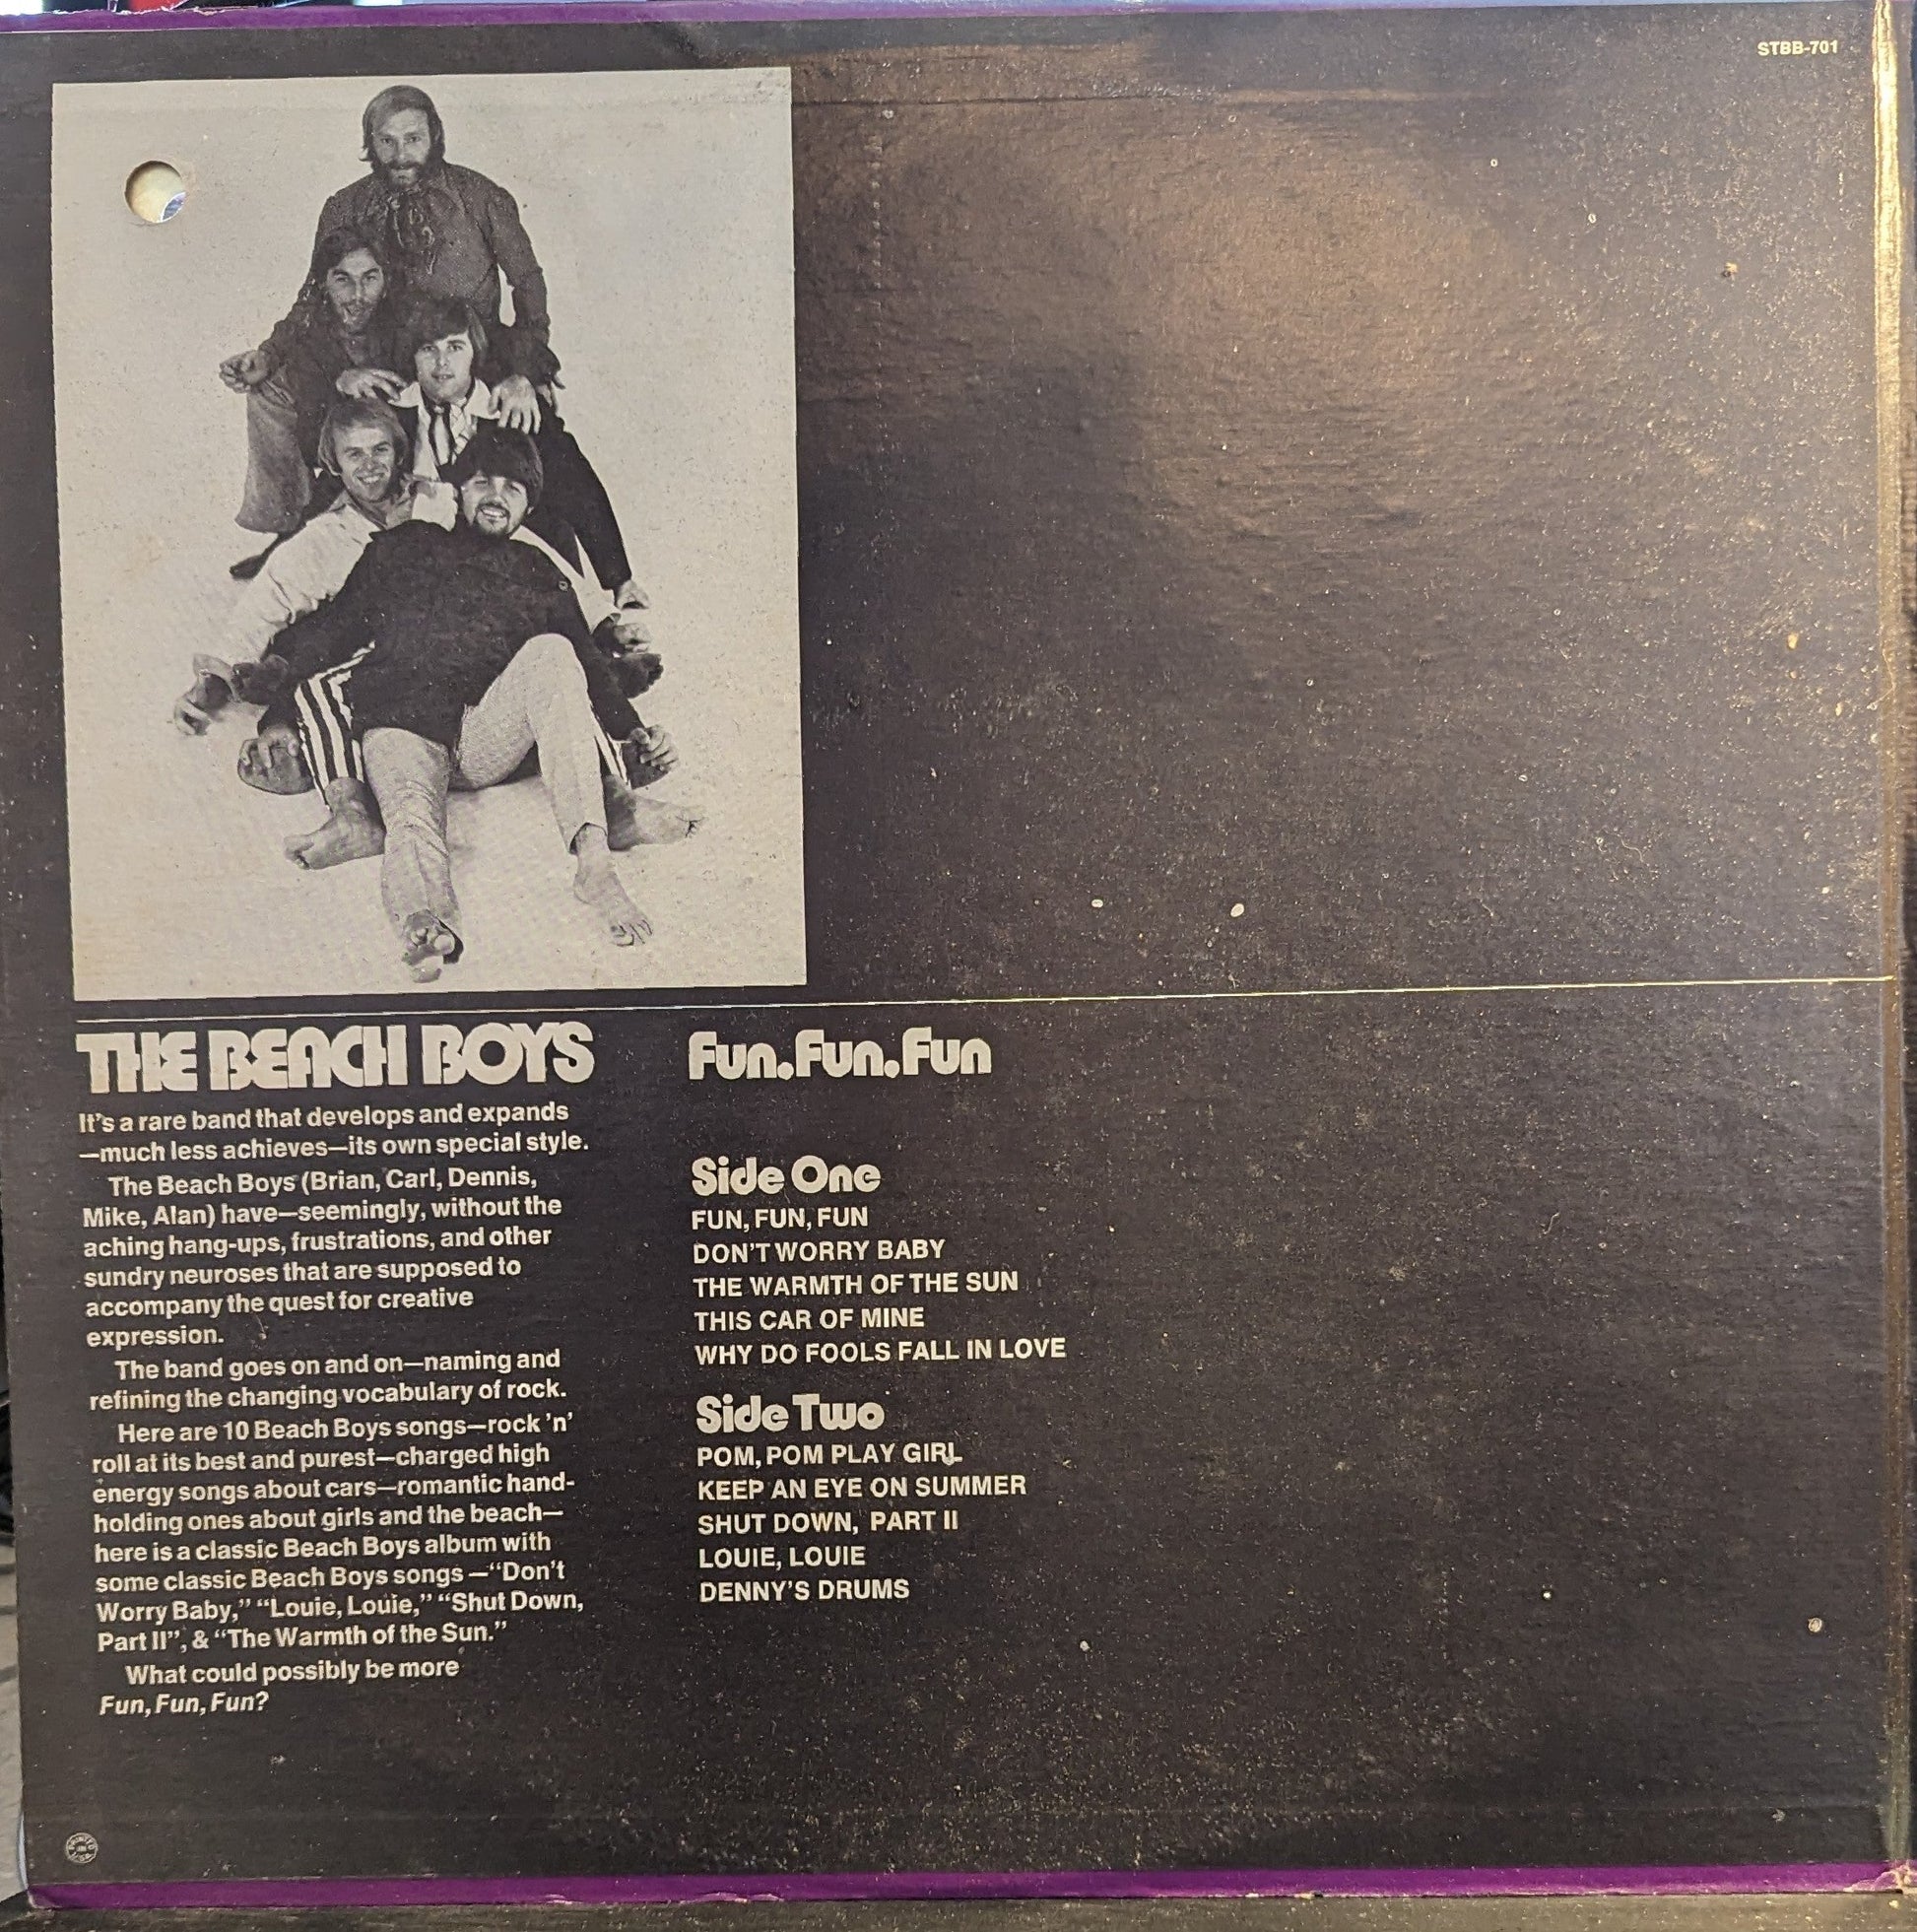 STBB-701
THE BEACH BOYS
It's a rare band that develops and expands
—much less achieves—its own special style.
The Beach Boys (Brian, Carl, Dennis,
Mike, Alan) have—seemingly, without the
aching hang-ups, frustrations, and other
sundry neuroses that are supposed to
accompany the quest for creative
expression.
The band goes on and on—naming and
refining the changing vocabulary of rock.
Here are 10 Beach Boys songs—rock 'n'
roll at its best and purest—charged high
energy songs about cars—romantic hand-
holding ones about girls and the beach—
here is a classic Beach Boys album with
some classic Beach Boys songs —“Don't
Worry Baby,” “Louie, Louie,” “Shut Down,
Part II”, & “The Warmth of the Sun.”
What could possibly be more
Fun, Fun, Fun?
Fun, Fun, Fun
Side One
FUN, FUN, FUN
DON'T WORRY BABY
THE WARMTH OF THE SUN
THIS CAR OF MINE
WHY DO FOOLS FALL IN LOVE
Side Two
POM, POM PLAY GIRL
KEEP AN EYE ON SUMMER
SHUT DOWN, PART II
LOUIE, LOUIE
DENNY'S DRUMS
PRINTED
IN
U.S.A.